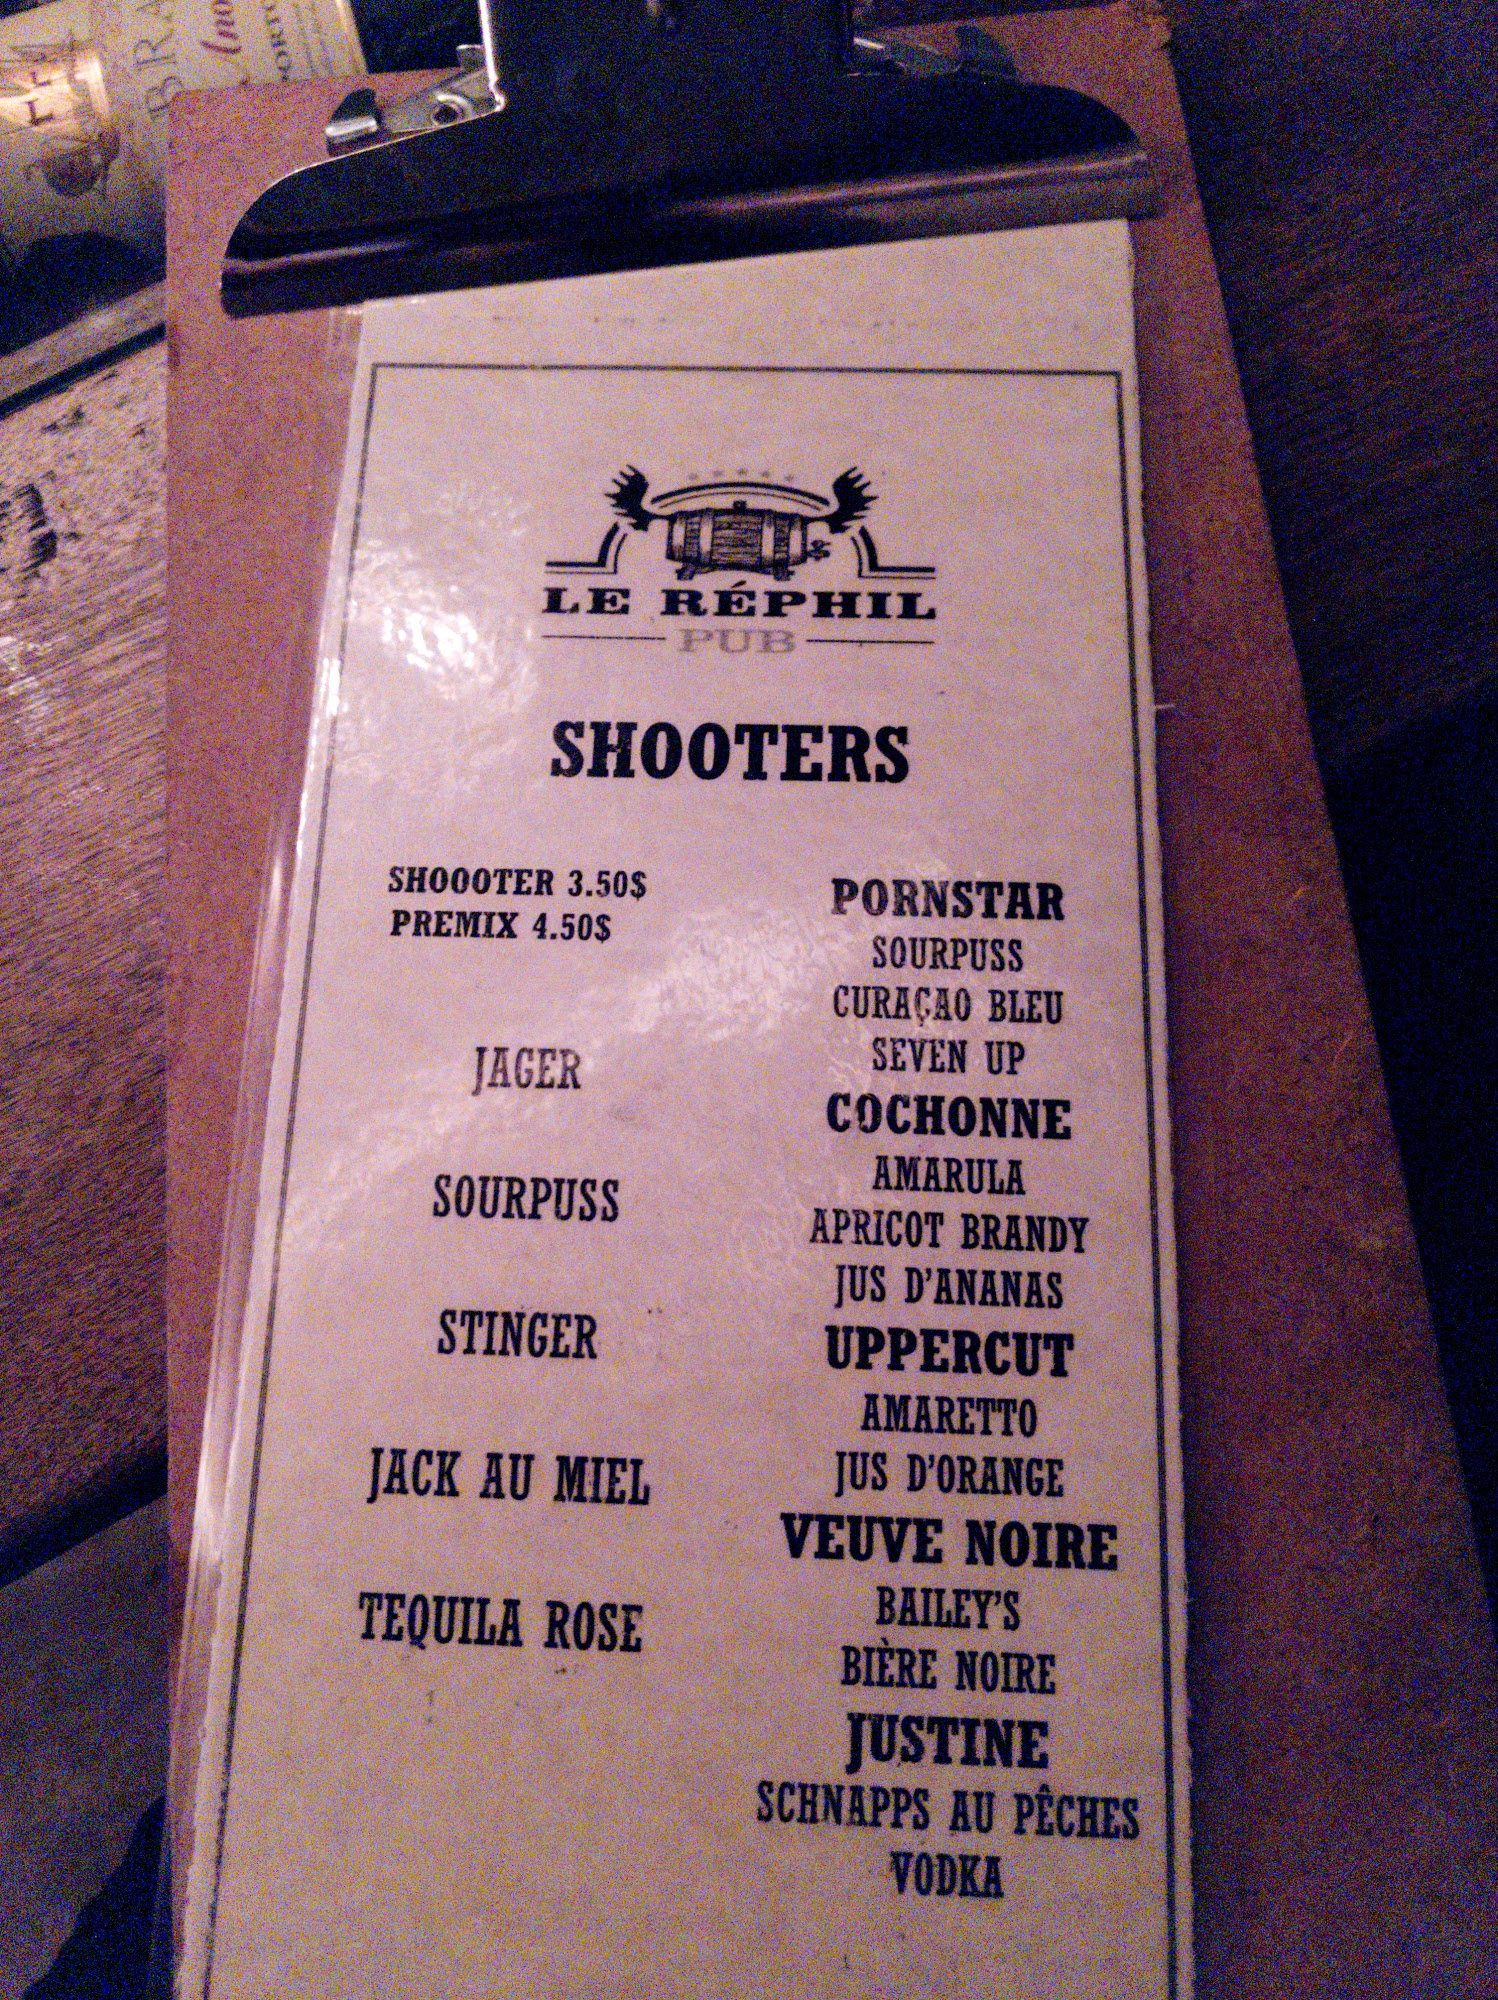 BRA
LE RÉPHIL
PUB
SHOOTERS
SHOOOTER 3.50$
PREMIX 4.50$
JAGER
SOURPUSS
STINGER
JACK AU MIEL
TEQUILA ROSE
PORNSTAR
SOURPUSS
CURAÇAO BLEU
SEVEN UP
COCHONNE
AMARULA
APRICOT BRANDY
JUS D'ANANAS
UPPERCUT
AMARETTO
JUS D'ORANGE
VEUVE NOIRE
BAILEY'S
BIÈRE NOIRE
JUSTINE
SCHNAPPS AU PÊCHES
VODKA